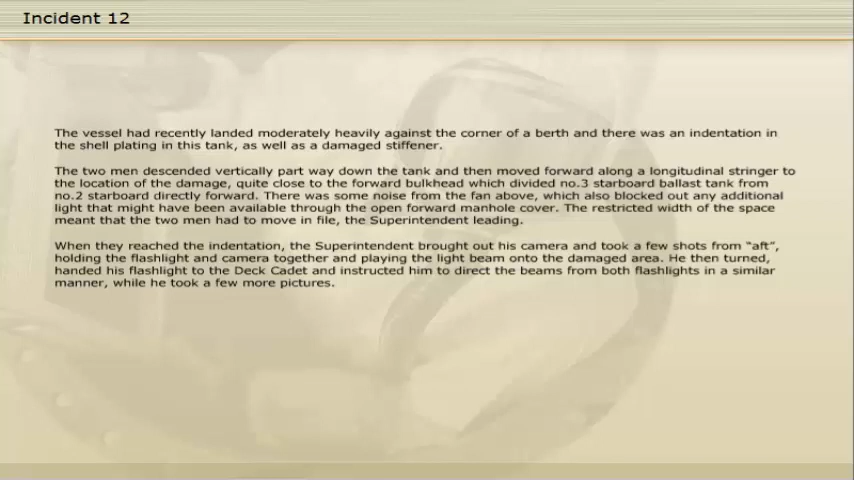 Incident 12
The vessel had recently landed moderately heavily against the corner of a berth and there was an indentation in
the shell plating in this tank, as well as a damaged stiffener.
The two men descended vertically part way down the tank and then moved forward along a longitudinal stringer to
the location of the damage, quite close to the forward bulkhead which divided no.3 starboard ballast tank from
no.2 starboard directly forward. There was some noise from the fan above, which also blocked out any additional
light that might have been available through the open forward manhole cover. The restricted width of the space
meant that the two men had to move in file, the Superintendent leading.
When they reached the indentation, the Superintendent brought out his camera and took a few shots from “aft”,
holding the flashlight and camera together and playing the light beam onto the damaged area. He then turned,
handed his flashlight to the Deck Cadet and instructed him to direct the beams from both flashlights in a similar
manner, while he took a few more pictures.